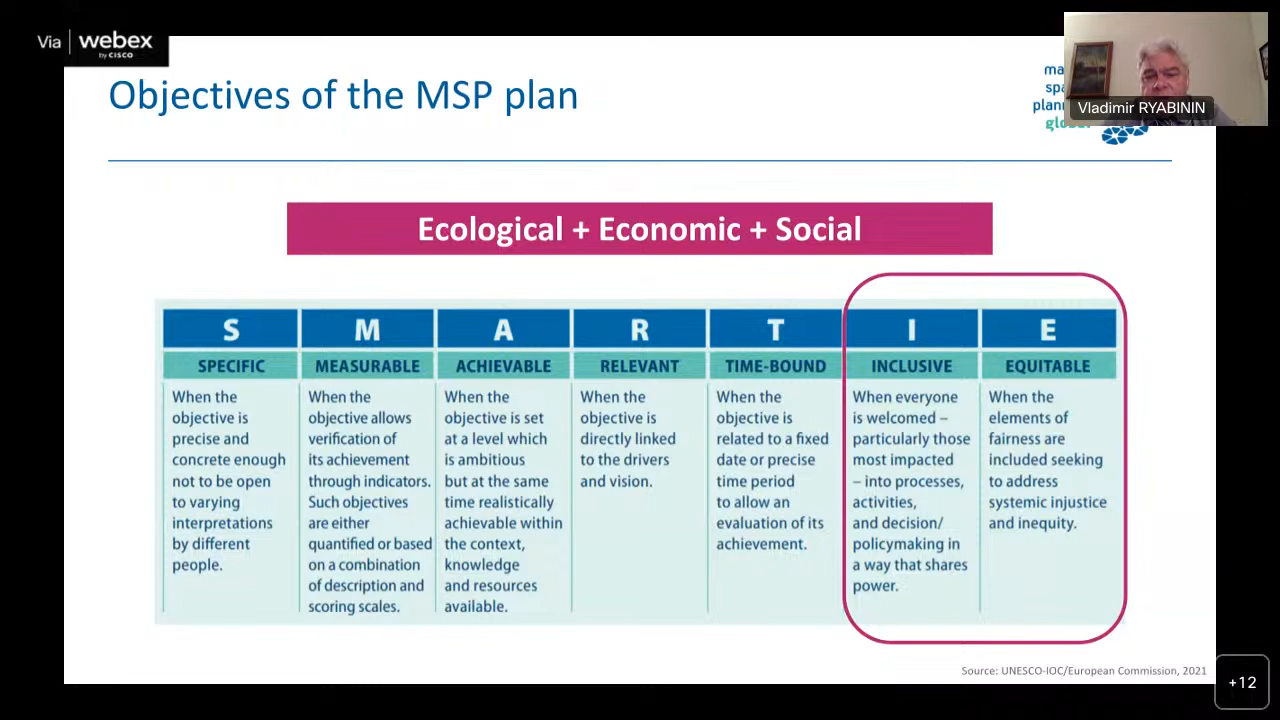 Via webex
by CISCO
Objectives of the MSP plan
Vladimir RYABININ
Ecological + Economic + Social
S
M
A
R
T
I
E
SPECIFIC
MEASURABLE
ACHIEVABLE
RELEVANT
TIME-BOUND
INCLUSIVE
EQUITABLE
When the
objective is
precise and
concrete enough
not to be open
to varying
interpretations
by different
people.
When the
objective allows
verification of
its achievement
through indicators.
Such objectives
are either
quantified or based
on a combination
of description and
scoring scales.
When the
objective is set
at a level which
is ambitious
but at the same
time realistically
achievable within
the context,
knowledge
and resources
available.
When the
objective is
directly linked
to the drivers
and vision.
When the
objective is
related to a fixed
date or precise
time period
to allow an
evaluation of its
achievement.
When everyone
is welcomed –
particularly those
most impacted
– into processes,
activities,
and decision/
policymaking in
a way that shares
power.
When the
elements of
fairness are
included seeking
to address
systemic injustice
and inequity.
Source: UNESCO-IOC/European Commission, 2021
+12